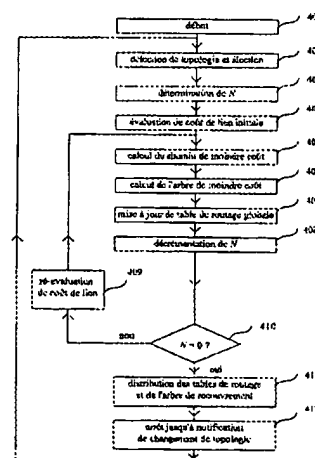 début
détection de topologie et élection
détermination de N
évaluation de coût de lien initiale
calcul du chemin de moindre coût
calcul de l'arbre de moindre coût
mise à jour de table de routage globale
décrémentation de N
ré-évaluation
de coût de lien
409
410
N = 0 ?
non
oui
distribution des tables de routage
et de l'arbre de recouvrement
arrêt jusqu'à notification
de changement de topologie